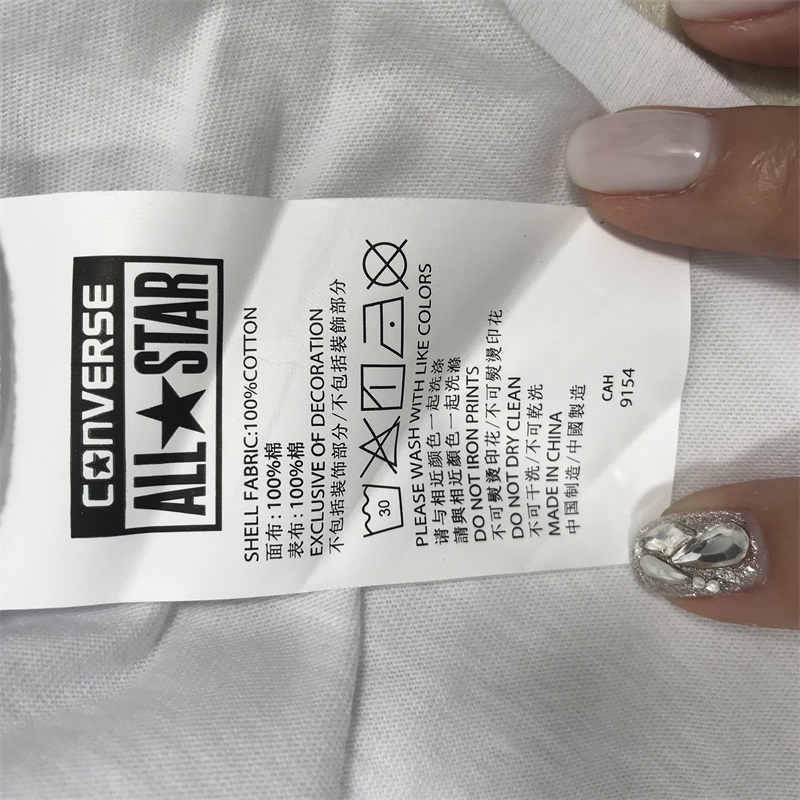 CONVERSE
ALL★STAR
SHELL FABRIC:100%COTTON
面布: 100%棉
表布: 100%棉
EXCLUSIVE OF DECORATION
不包括装饰部分/不包括裝飾部分
30
PLEASE WASH WITH LIKE COLORS
请与相近颜色一起洗涤
請與相近顏色一起洗滌
DO NOT IRON PRINTS
不可熨烫印花/不可熨燙印花
DO NOT DRY CLEAN
不可干洗/不可乾洗
MADE IN CHINA
中国制造/中國製造
CAH
9154